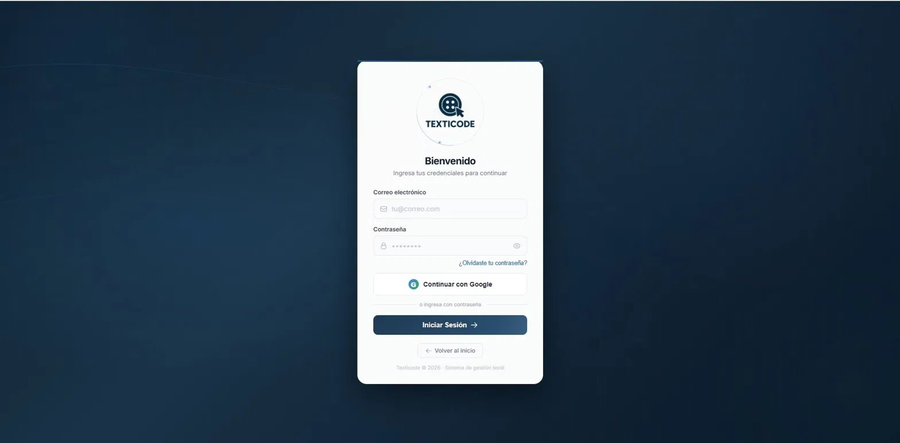 TEXTICODE
Bienvenido
Ingresa tus credenciales para continuar
Correo electrónico
tu@correo.com
Contraseña
••••••••
¿Olvidaste tu contraseña?
G Continuar con Google
o ingresa con contraseña
Iniciar Sesión →
← Volver al inicio
Texticode © 2026 · Sistema de gestión textil